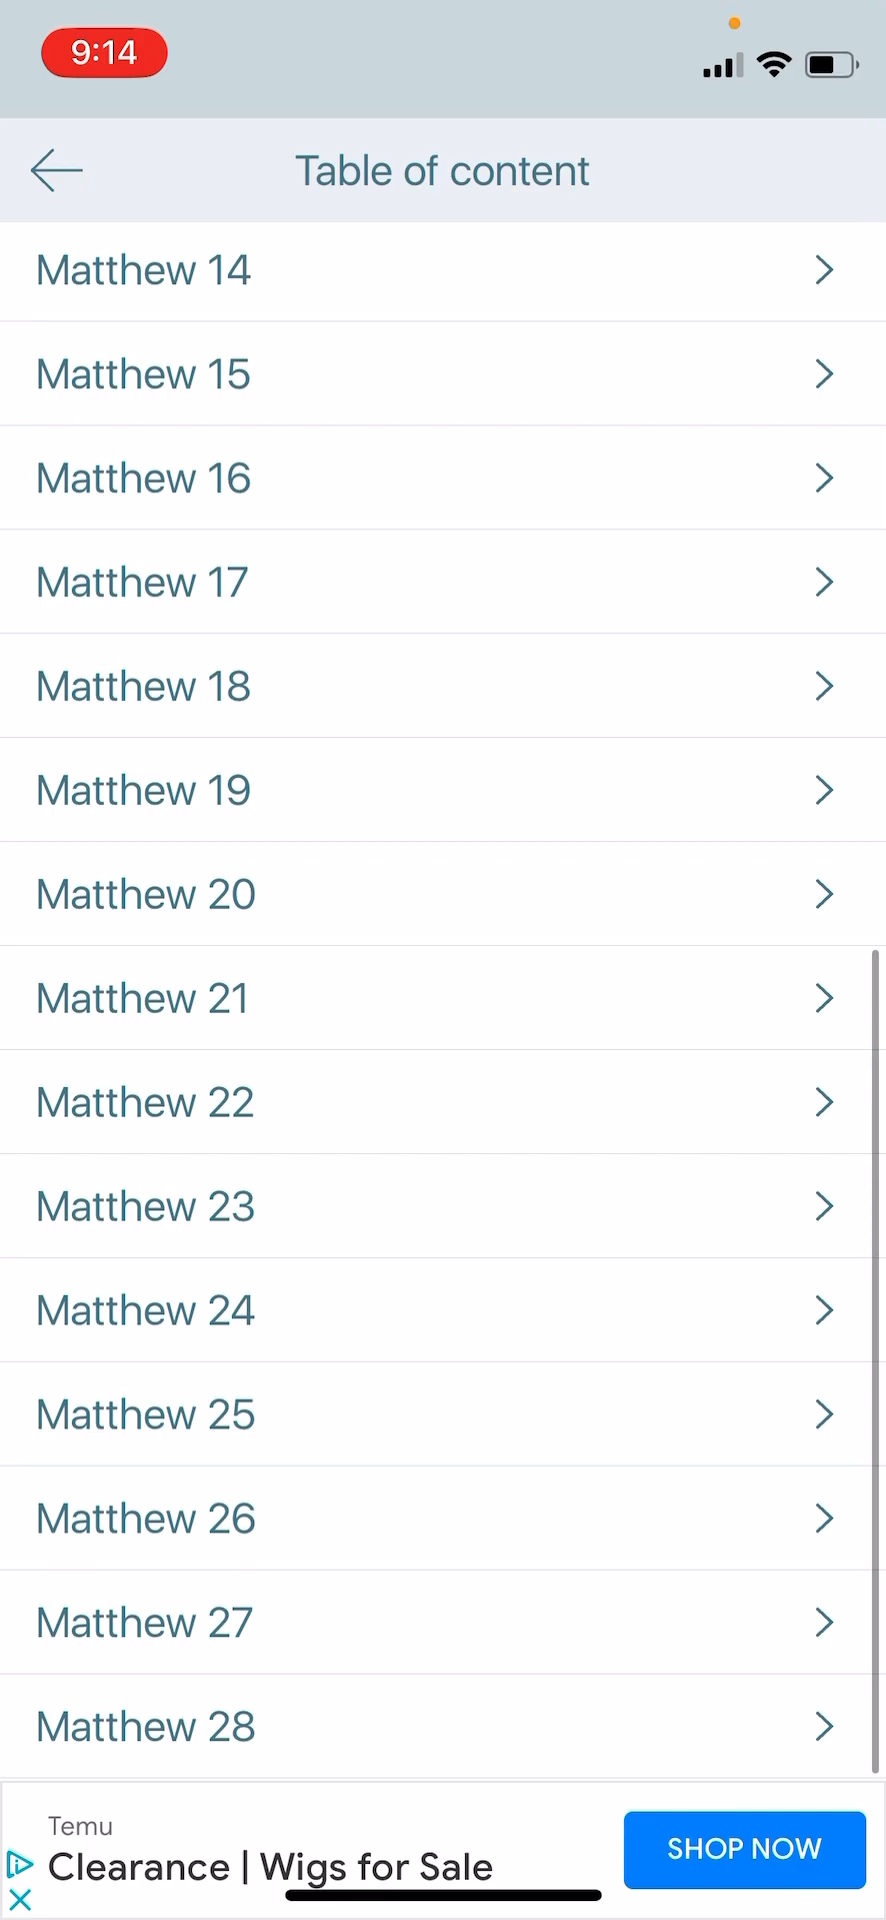 9:14
Table of content
Matthew 14
Matthew 15
Matthew 16
Matthew 17
Matthew 18
Matthew 19
Matthew 20
Matthew 21
Matthew 22
Matthew 23
Matthew 24
Matthew 25
Matthew 26
Matthew 27
Matthew 28
Temu
Clearance | Wigs for Sale
SHOP NOW